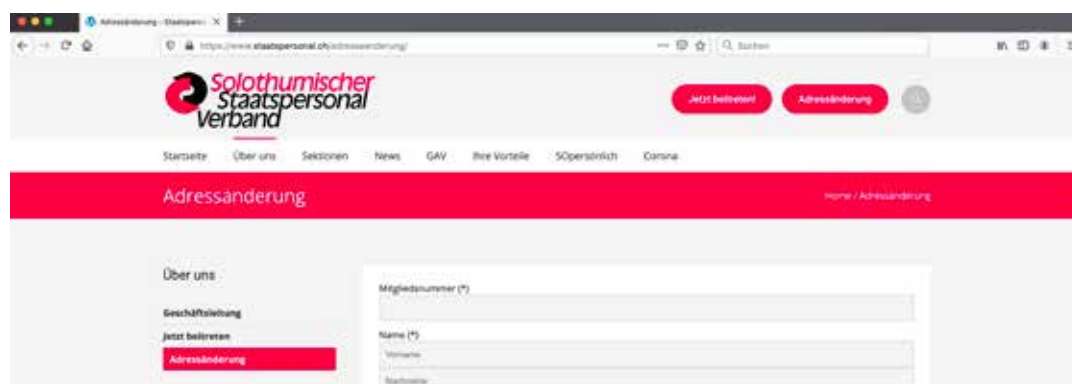 Adressänderung - Staatspers
https://www.staatspersonal.ch/adressaenderung/
Suchen
Solothurnischer
Staatspersonal
Verband
Jetzt beitreten!
Adressänderung
Startseite Über uns Sektionen News GAV Ihre Vorteile SOpersönlich Corona
Adressänderung
Home / Adressänderung
Über uns
Geschäftsleitung
Jetzt beitreten
Adressänderung
Mitgliedsnummer (*)
Name (*)
Vorname
Nachname